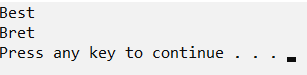 Best
Bret
Press any key to continue . . .